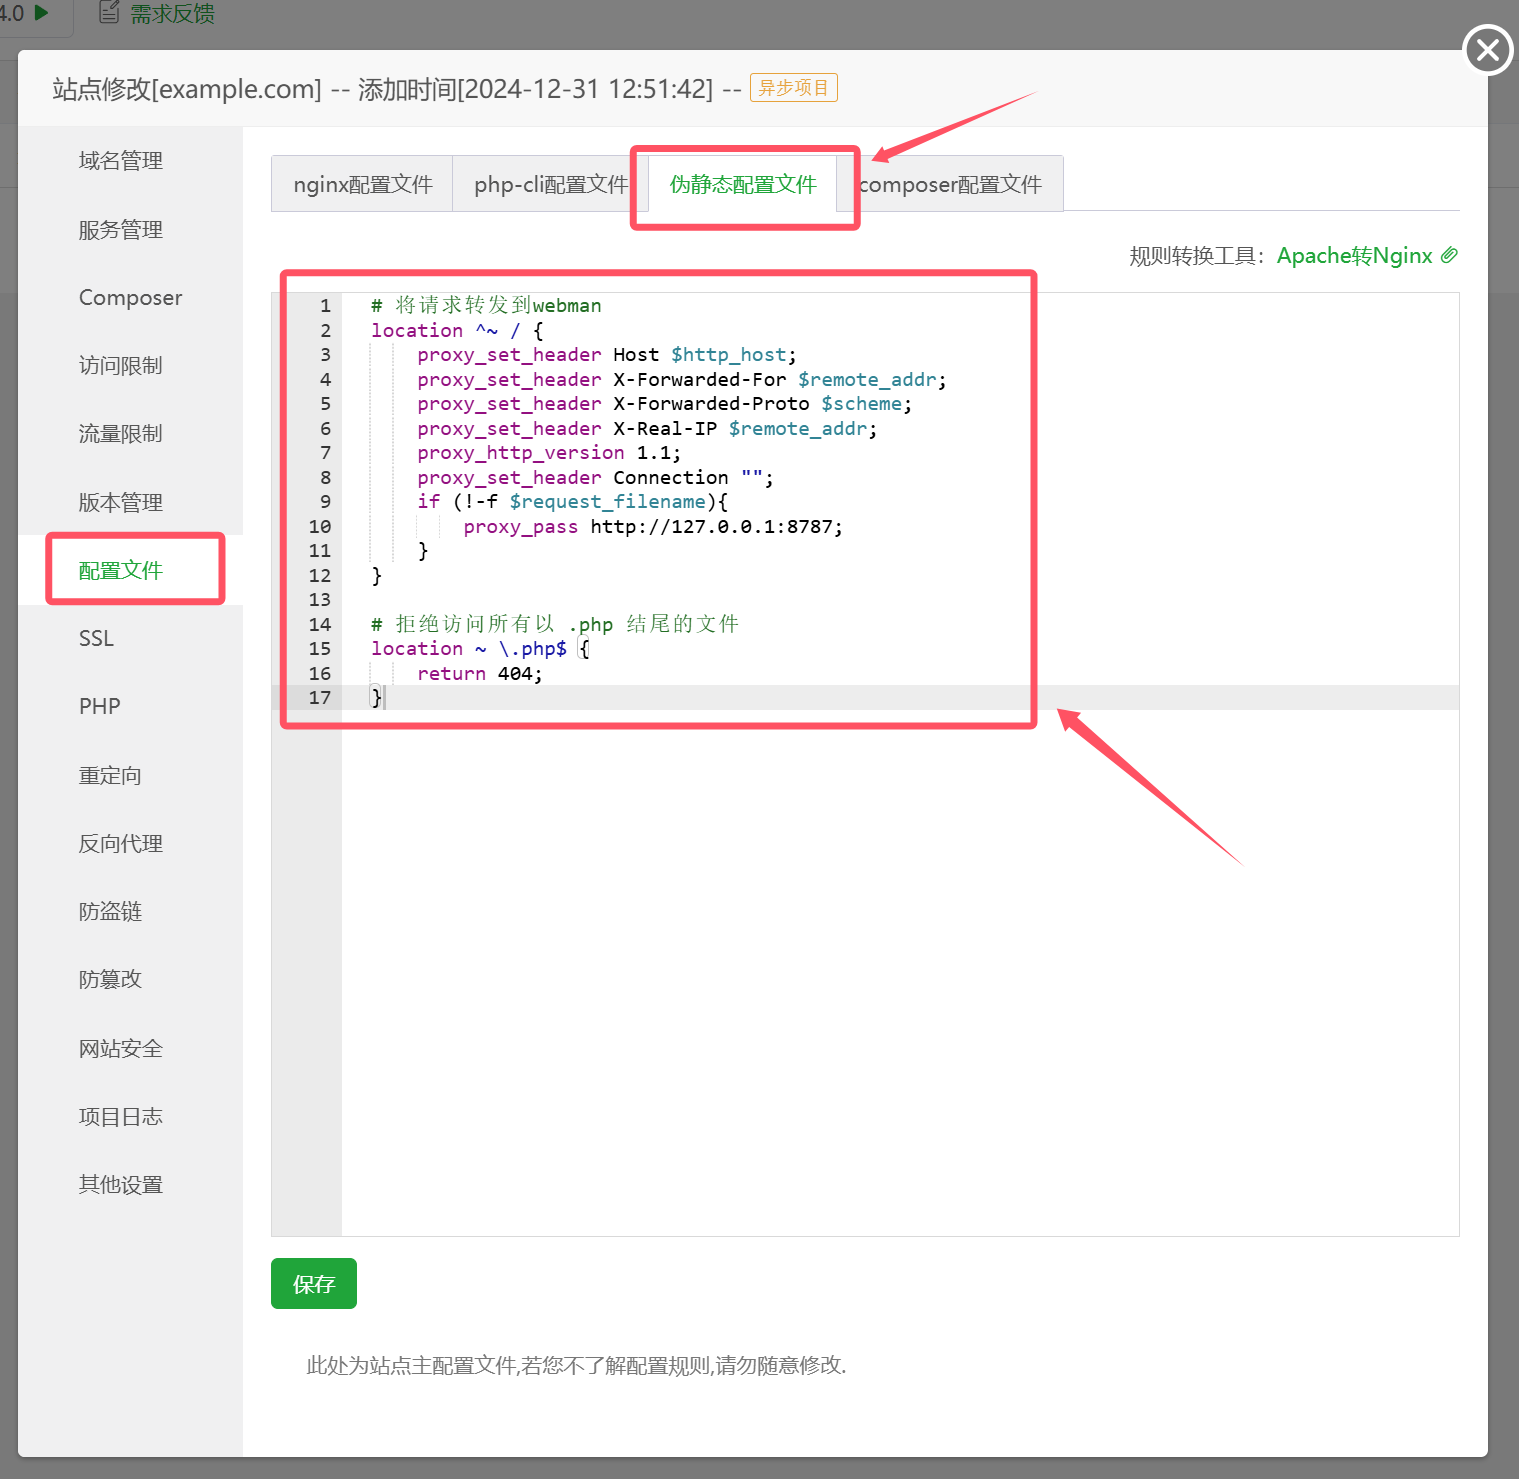 4.0
需求反馈
站点修改[example.com] -- 添加时间[2024-12-31 12:51:42] -- 异步项目
域名管理
服务管理
Composer
访问限制
流量限制
版本管理
配置文件
SSL
PHP
重定向
反向代理
防盗链
防篡改
网站安全
项目日志
其他设置
nginx配置文件
php-cli配置文件
伪静态配置文件
composer配置文件
规则转换工具：Apache转Nginx
1 # 将请求转发到webman
2 location ^~ / {
3 proxy_set_header Host $http_host;
4 proxy_set_header X-Forwarded-For $remote_addr;
5 proxy_set_header X-Forwarded-Proto $scheme;
6 proxy_set_header X-Real-IP $remote_addr;
7 proxy_http_version 1.1;
8 proxy_set_header Connection "";
9 if (!-f $request_filename){
10 proxy_pass http://127.0.0.1:8787;
11 }
12 }
13
14 # 拒绝访问所有以 .php 结尾的文件
15 location ~ \.php$ {
16 return 404;
17 }
保存
此处为站点主配置文件,若您不了解配置规则,请勿随意修改.